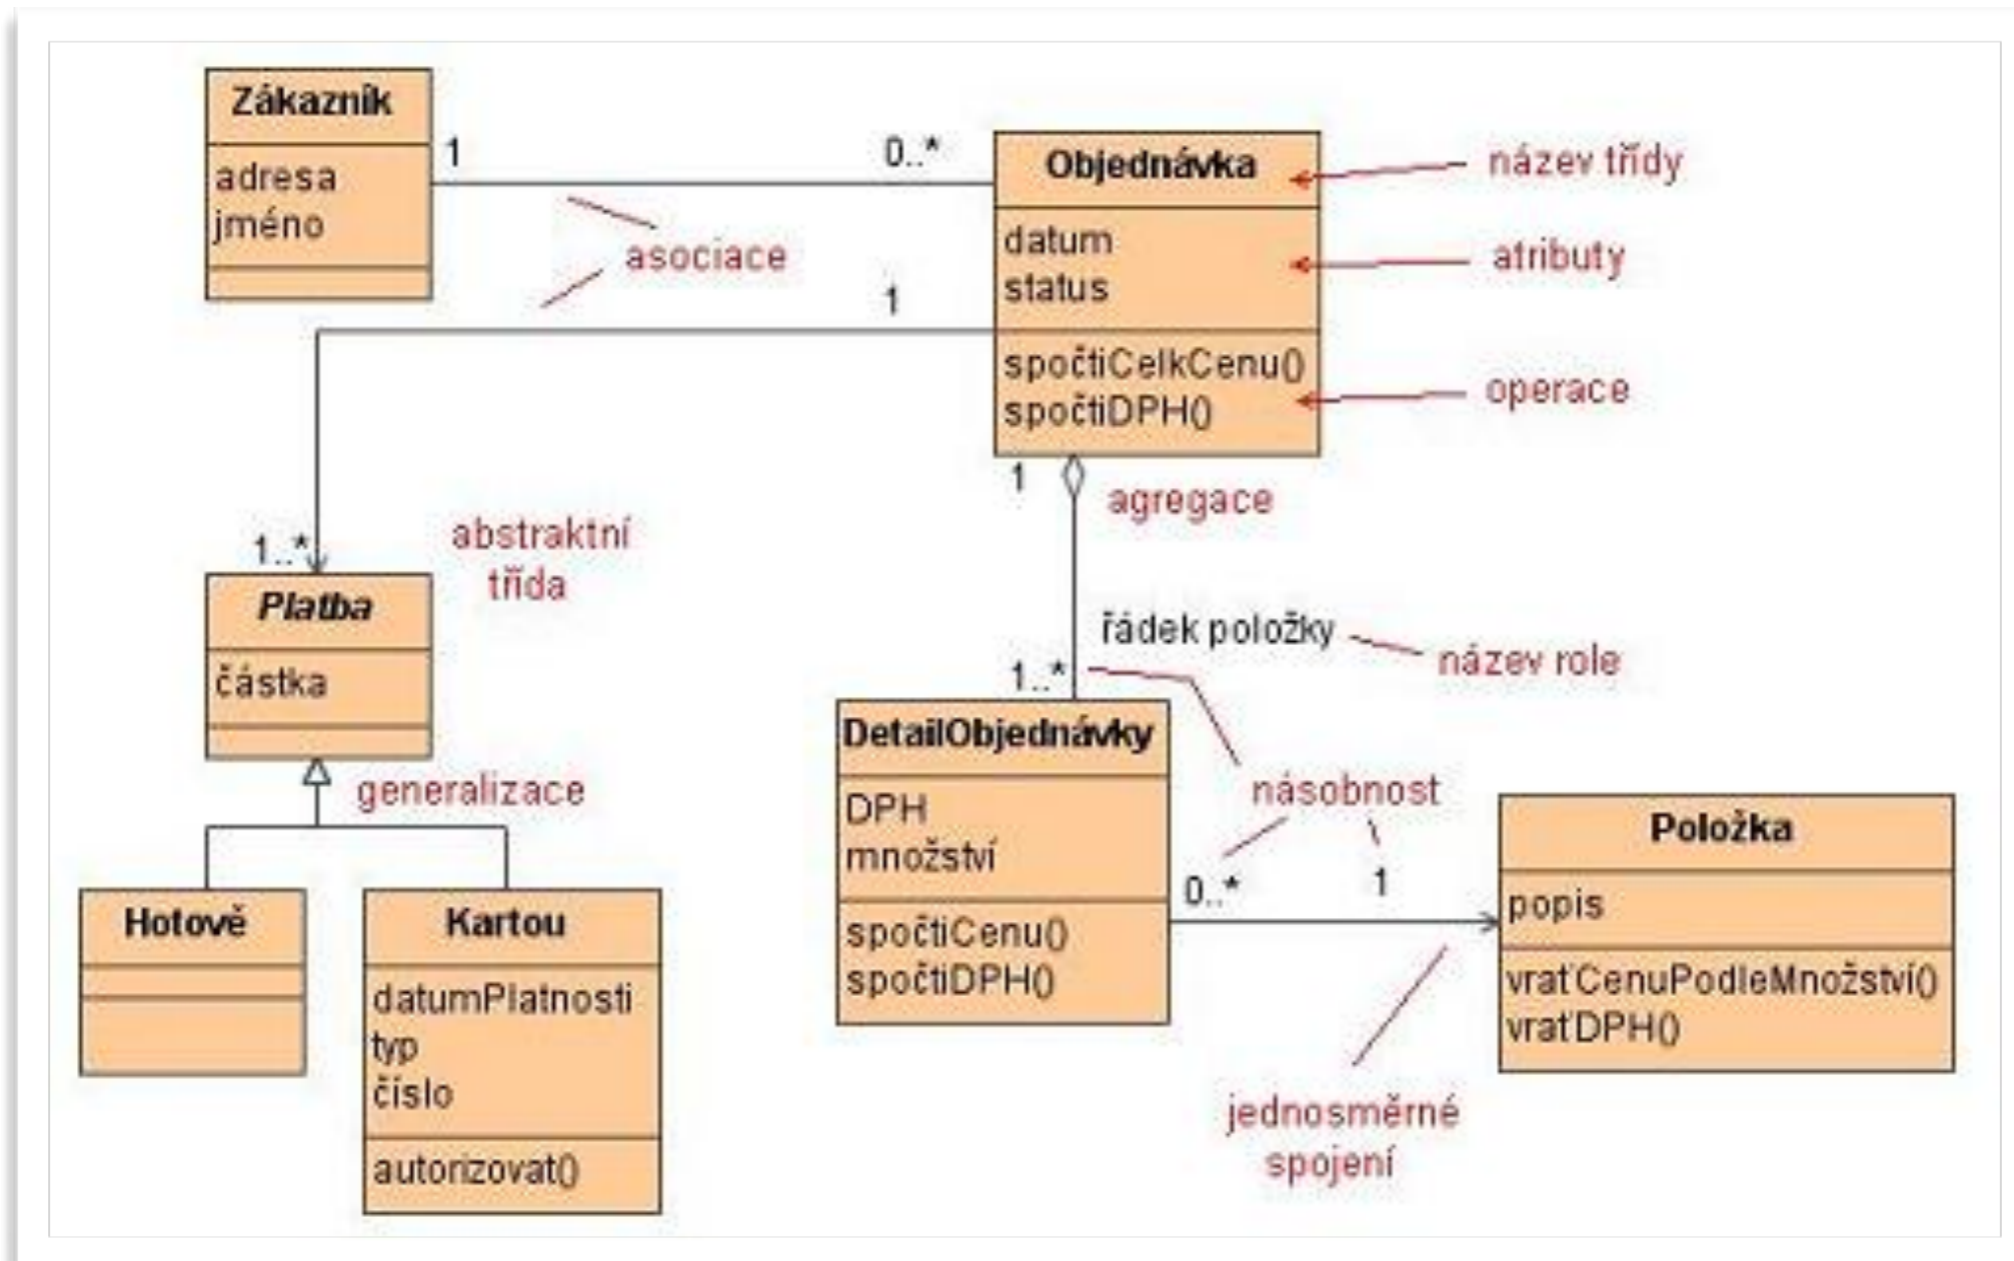 Zákazník
adresa
jméno
1
0..*
asociace
1
Objednávka
datum
status
spočtiCelkCenu()
spočtiDPH()
název třídy
atributy
operace
1
agregace
1..*
abstraktní
třída
Platba
částka
generalizace
řádek položky
název role
1..*
DetailObjednávky
DPH
množství
spočtiCenu()
spočtiDPH()
násobnost
0..*
1
Položka
popis
vraťCenuPodleMnožství()
vraťDPH()
Hotově
Kartou
datumPlatnosti
typ
číslo
autorizovat()
jednosměrné
spojení